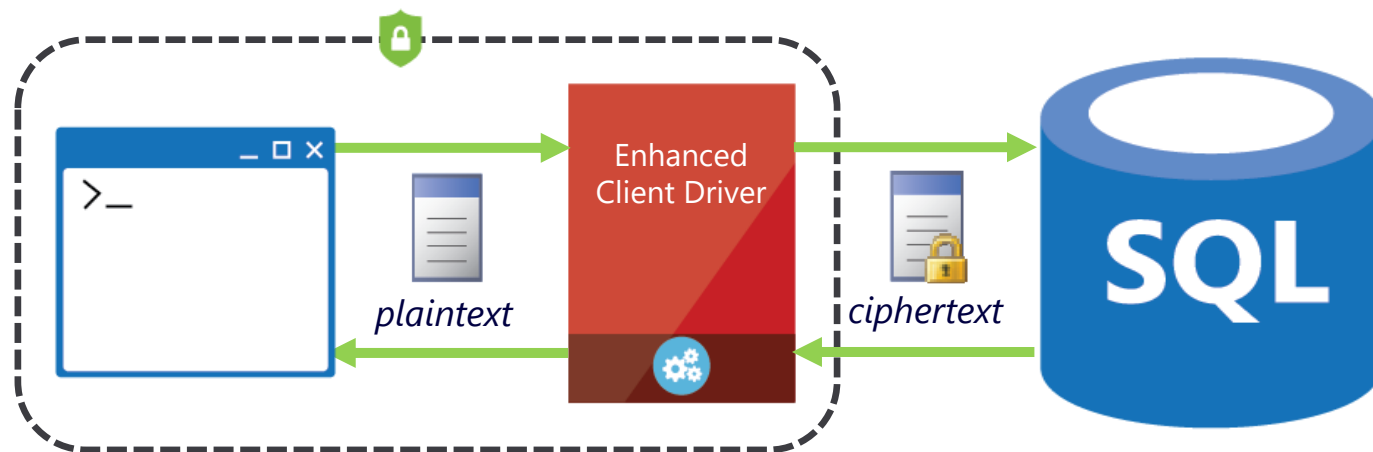 >_
Enhanced
Client Driver
plaintext
ciphertext
SQL